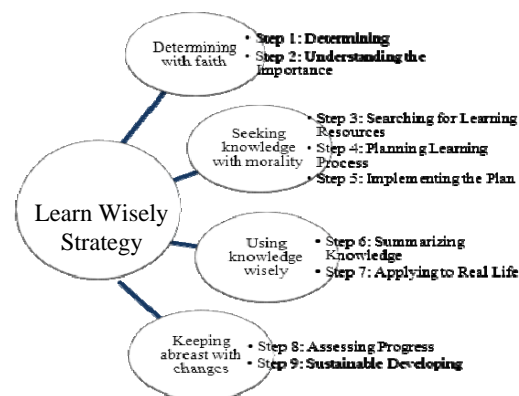 Determining
with faith
• Step 1: Determining
• Step 2: Understanding the
Importance
Seeking
knowledge
with morality
• Step 3: Searching for Learning
Resources
• Step 4: Planning Learning
Process
• Step 5: Implementing the Plan
Learn Wisely
Strategy
Using
knowledge
wisely
• Step 6: Summarizing
Knowledge
• Step 7: Applying to Real Life
Keeping
abreast with
changes
• Step 8: Assessing Progress
• Step 9: Sustainable Developing